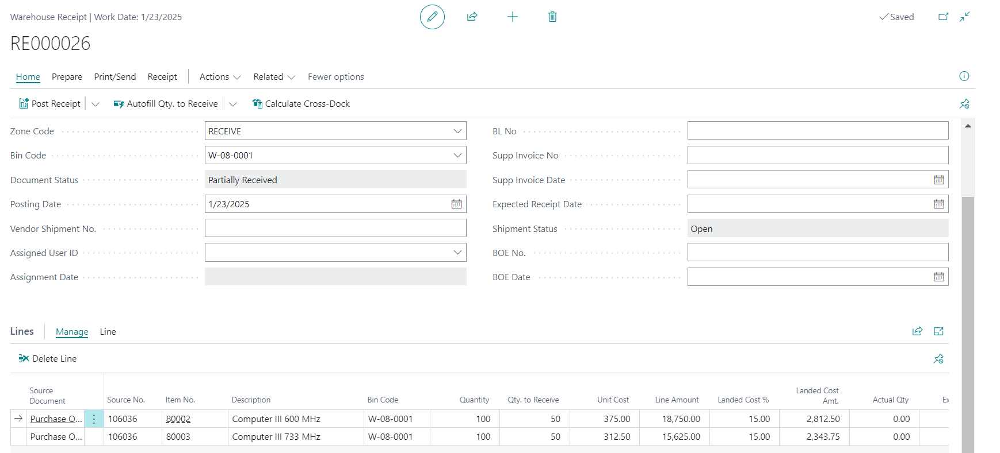 Warehouse Receipt | Work Date: 1/23/2025
Saved
RE000026
Home Prepare Print/Send Receipt Actions Related Fewer options
Post Receipt Autofill Qty. to Receive Calculate Cross-Dock
Zone Code RECEIVE BL No
Bin Code W-08-0001 Supp Invoice No
Document Status Partially Received Supp Invoice Date
Posting Date 1/23/2025 Expected Receipt Date
Vendor Shipment No. Shipment Status Open
Assigned User ID BOE No.
Assignment Date BOE Date
Lines Manage Line
Delete Line
Source Document Source No. Item No. Description Bin Code Quantity Qty. to Receive Unit Cost Line Amount Landed Cost % Landed Cost Amt. Actual Qty Ex
Purchase O... 106036 80002 Computer III 600 MHz W-08-0001 100 50 375.00 18,750.00 15.00 2,812.50 0.00
Purchase O... 106036 80003 Computer III 733 MHz W-08-0001 100 50 312.50 15,625.00 15.00 2,343.75 0.00